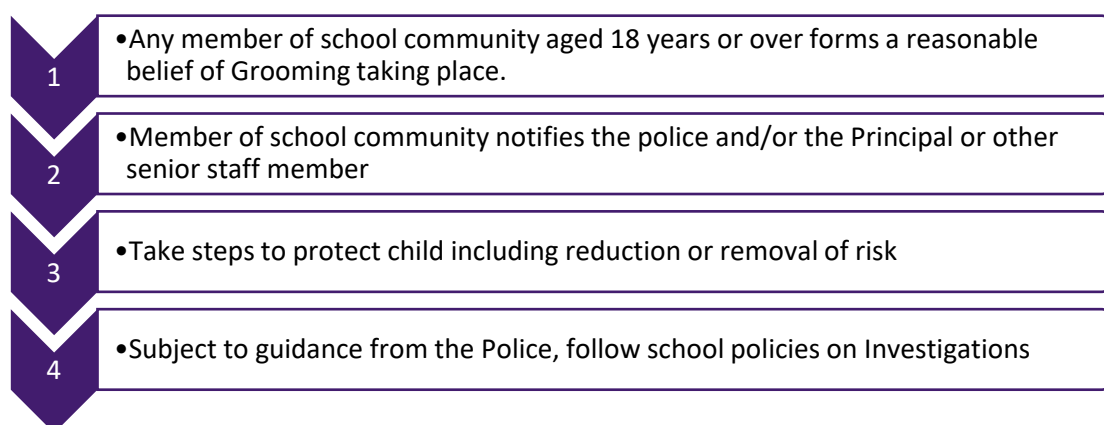 1
•Any member of school community aged 18 years or over forms a reasonable
belief of Grooming taking place.
2
•Member of school community notifies the police and/or the Principal or other
senior staff member
3
•Take steps to protect child including reduction or removal of risk
4
•Subject to guidance from the Police, follow school policies on Investigations